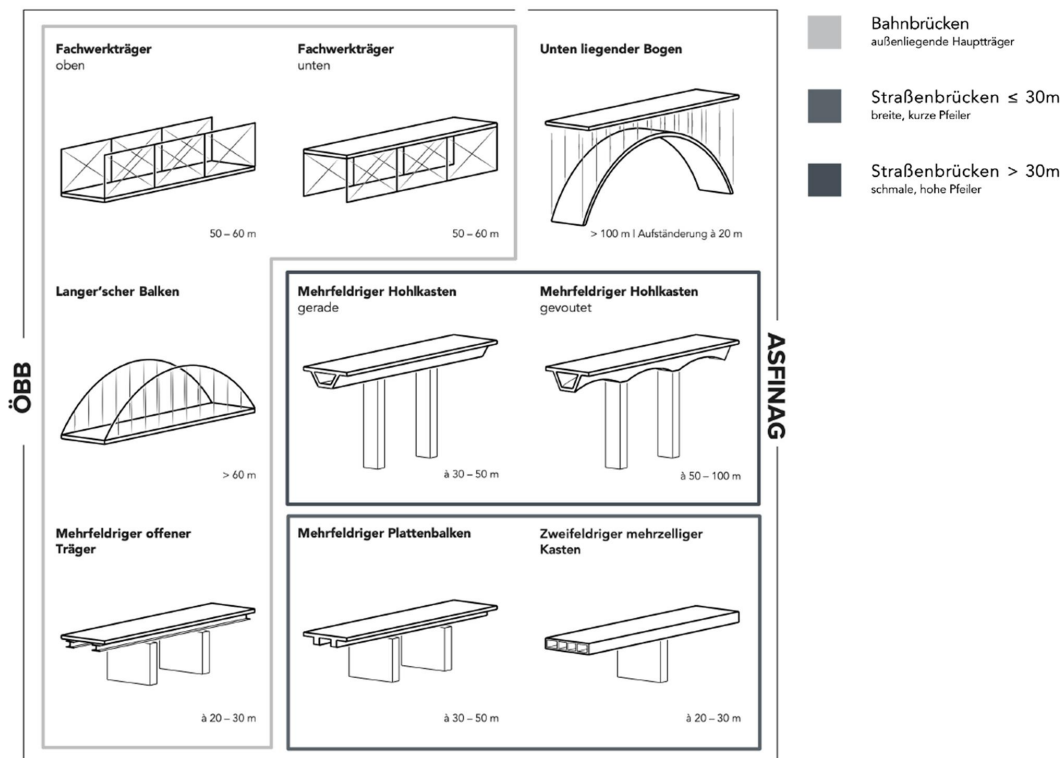 Fachwerkträger
oben
50 – 60 m
Fachwerkträger
unten
50 – 60 m
Unten liegender Bogen
> 100 m | Aufständerung à 20 m
Langer'scher Balken
> 60 m
Mehrfeldriger Hohlkasten
gerade
à 30 – 50 m
Mehrfeldriger Hohlkasten
gevoutet
à 50 – 100 m
Mehrfeldriger offener
Träger
à 20 – 30 m
Mehrfeldriger Plattenbalken
à 30 – 50 m
Zweifeldriger mehrzelliger
Kasten
à 20 – 30 m
ÖBB
ASFINAG
Bahnbrücken
außenliegende Hauptträger
Straßenbrücken ≤ 30m
breite, kurze Pfeiler
Straßenbrücken > 30m
schmale, hohe Pfeiler